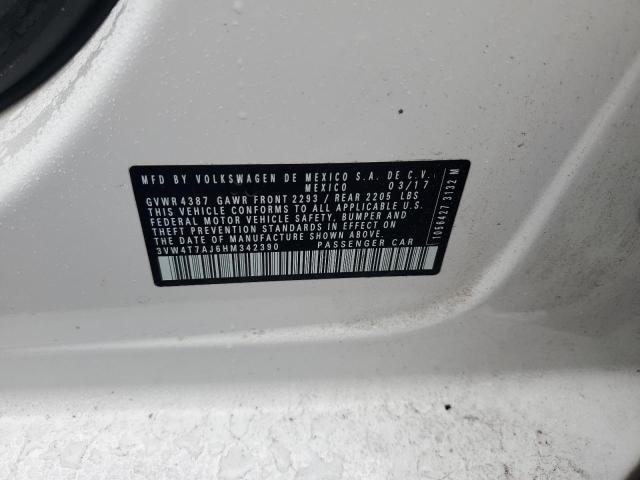 MFD BY VOLKSWAGEN DE MEXICO S.A. DE C.V.
MEXICO 03/17
GVWR 4387 GAWR FRONT 2293 / REAR 2205 LBS
THIS VEHICLE CONFORMS TO ALL APPLICABLE U.S.
FEDERAL MOTOR VEHICLE SAFETY, BUMPER AND
THEFT PREVENTION STANDARDS IN EFFECT ON
THE DATE OF MANUFACTURE SHOWN ABOVE
3VW4T7AJ6HM342390 PASSENGER CAR
1056427 3132 M